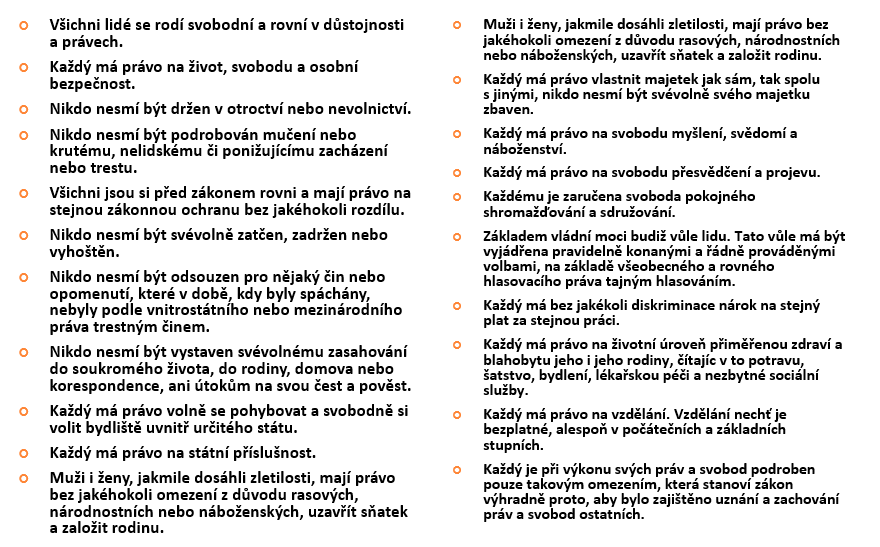 Všichni lidé se rodí svobodní a rovní v důstojnosti
a právech.
Každý má právo na život, svobodu a osobní
bezpečnost.
Nikdo nesmí být držen v otroctví nebo nevolnictví.
Nikdo nesmí být podrobován mučení nebo
krutému, nelidskému či ponižujícímu zacházení
nebo trestu.
Všichni jsou si před zákonem rovni a mají právo na
stejnou zákonnou ochranu bez jakéhokoli rozdílu.
Nikdo nesmí být svévolně zatčen, zadržen nebo
vyhoštěn.
Nikdo nesmí být odsouzen pro nějaký čin nebo
opomenutí, které v době, kdy byly spáchány,
nebyly podle vnitrostátního nebo mezinárodního
práva trestným činem.
Nikdo nesmí být vystaven svévolnému zasahování
do soukromého života, do rodiny, domova nebo
korespondence, ani útokům na svou čest a pověst.
Každý má právo volně se pohybovat a svobodně si
volit bydliště uvnitř určitého státu.
Každý má právo na státní příslušnost.
Muži i ženy, jakmile dosáhli zletilosti, mají právo
bez jakéhokoli omezení z důvodu rasových,
národnostních nebo náboženských, uzavřít sňatek
a založit rodinu.
Muži i ženy, jakmile dosáhli zletilosti, mají právo bez
jakéhokoli omezení z důvodu rasových, národnostních
nebo náboženských, uzavřít sňatek a založit rodinu.
Každý má právo vlastnit majetek jak sám, tak spolu
s jinými, nikdo nesmí být svévolně svého majetku
zbaven.
Každý má právo na svobodu myšlení, svědomí a
náboženství.
Každý má právo na svobodu přesvědčení a projevu.
Každému je zaručena svoboda pokojného
shromažďování a sdružování.
Základem vládní moci budiž vůle lidu. Tato vůle má být
vyjádřena pravidelně konanými a řádně prováděnými
volbami, na základě všeobecného a rovného
hlasovacího práva tajným hlasováním.
Každý má bez jakékoli diskriminace nárok na stejný
plat za stejnou práci.
Každý má právo na životní úroveň přiměřenou zdraví a
blahobytu jeho i jeho rodiny, čítajíc v to potravu,
šatstvo, bydlení, lékařskou péči a nezbytné sociální
služby.
Každý má právo na vzdělání. Vzdělání nechť je
bezplatné, alespoň v počátečních a základních
stupních.
Každý je při výkonu svých práv a svobod podroben
pouze takovým omezením, která stanoví zákon
výhradně proto, aby bylo zajištěno uznání a zachování
práv a svobod ostatních.